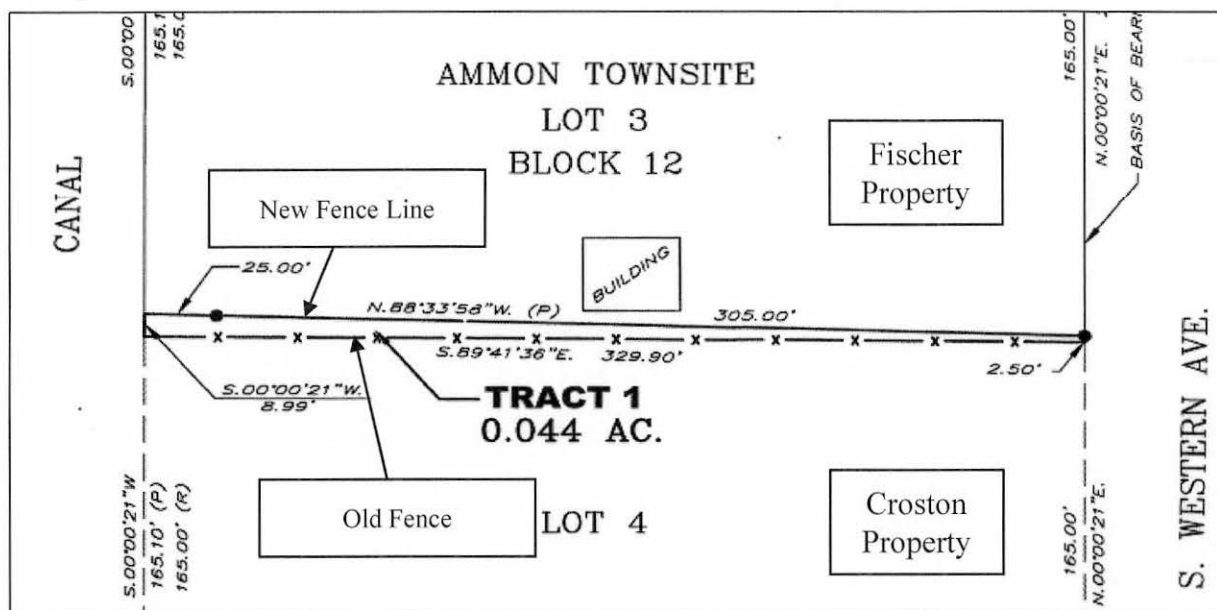 S.00°00'
165.1
165.0
AMMON TOWNSITE
LOT 3
BLOCK 12
165.00'
N.00°00'21"E.
BASIS OF BEARI
Fischer
Property
CANAL
New Fence Line
25.00'
BUILDING
N.88°33'58"W. (P)
305.00'
S.89°41'36"E.
329.90'
2.50'
S.00°00'21"W.
8.99'
TRACT 1
0.044 AC.
S. WESTERN AVE.
S.00°00'21"W
165.10' (P)
165.00' (R)
Old Fence
LOT 4
Croston
Property
165.00'
N.00°00'21"E.